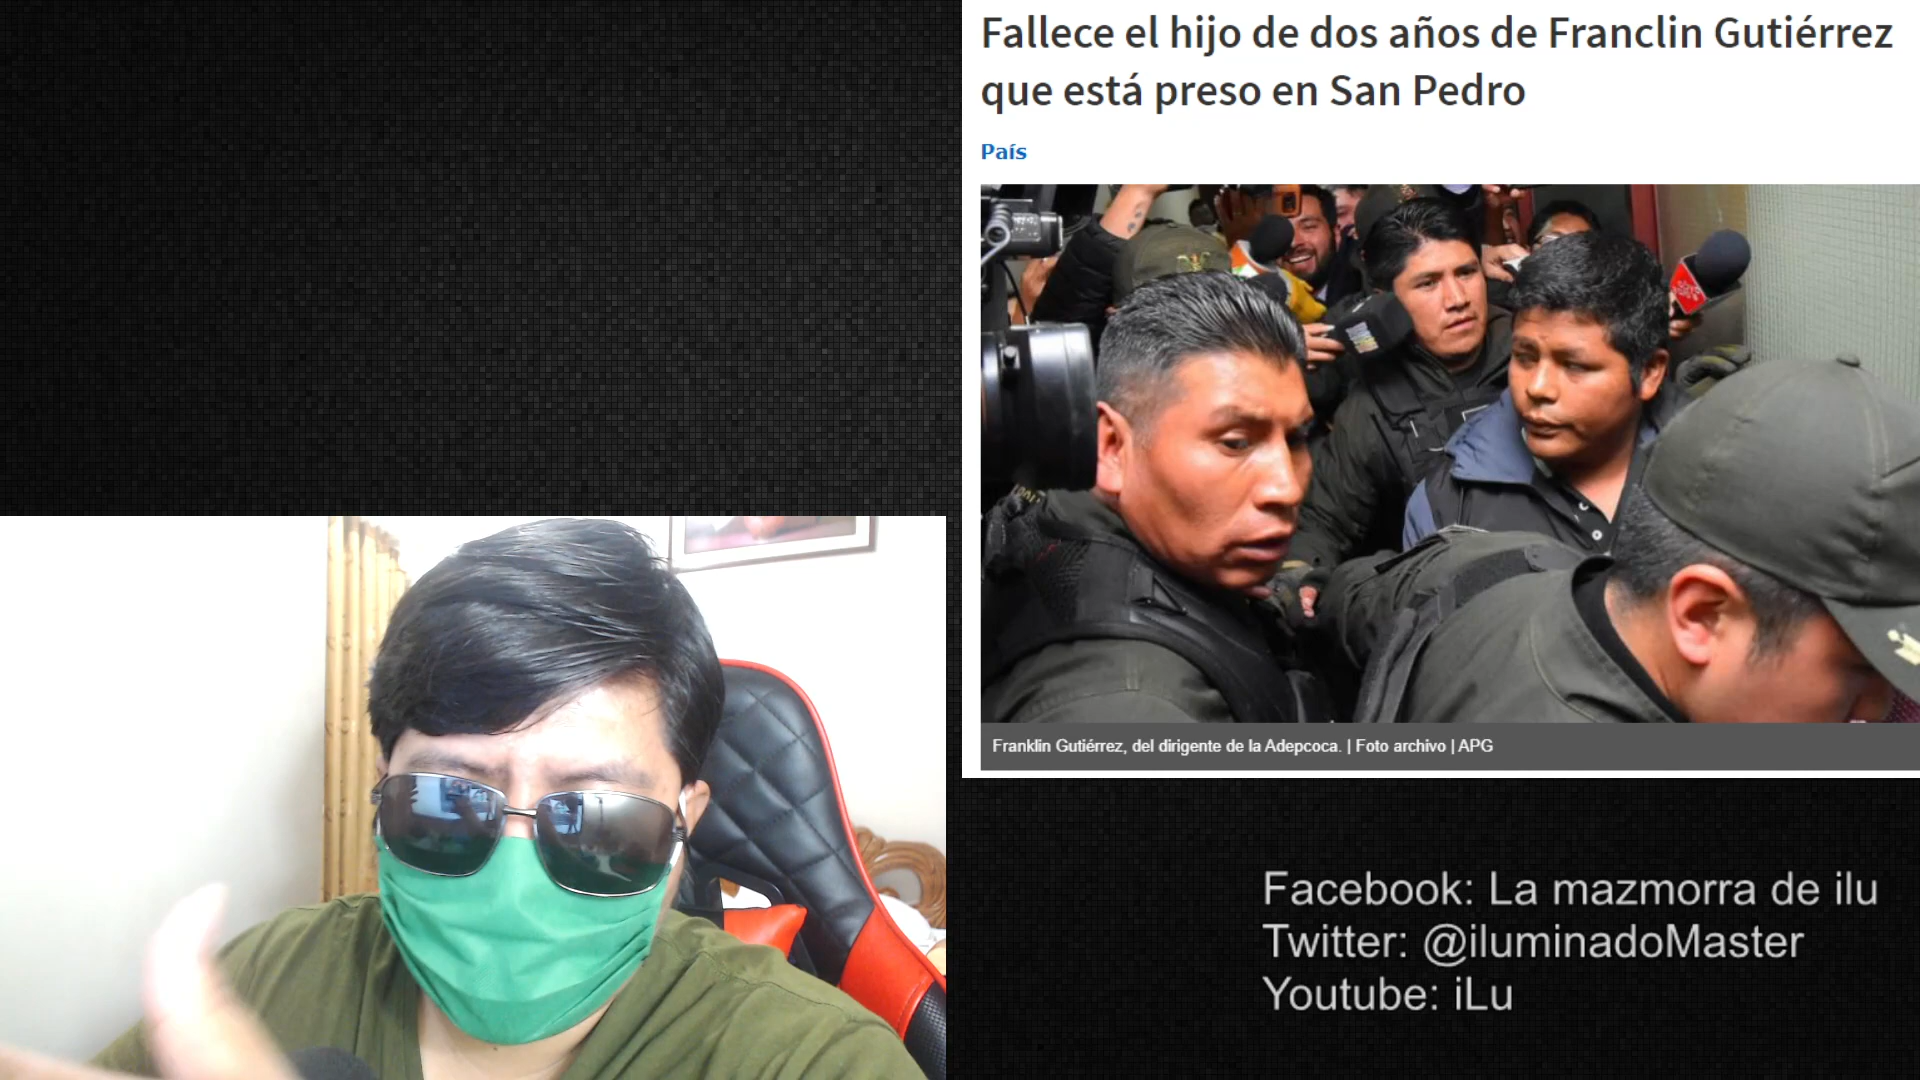 Fallece el hijo de dos años de Franclin Gutiérrez
que está preso en San Pedro
País
Franklin Gutiérrez, del dirigente de la Adepcoca. | Foto archivo | APG
Facebook: La mazmorra de ilu
Twitter: @iluminadoMaster
Youtube: iLu